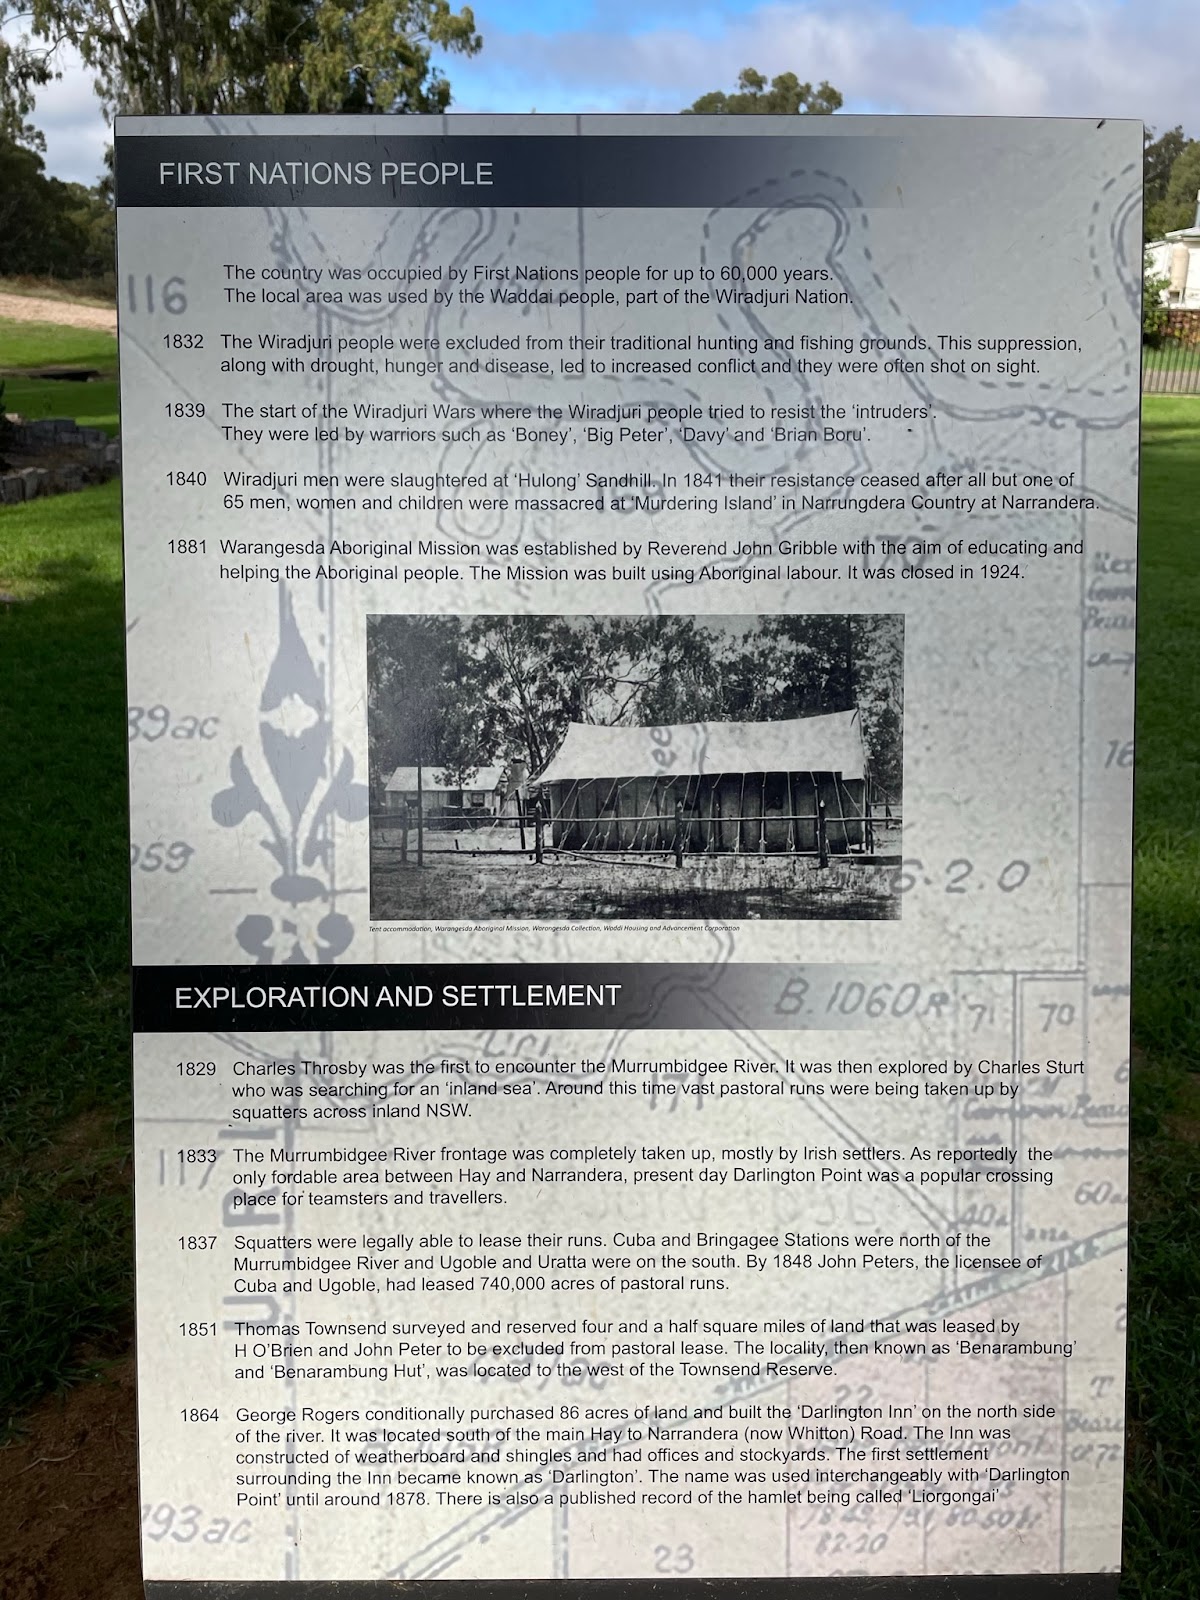 FIRST NATIONS PEOPLE
The country was occupied by First Nations people for up to 60,000 years.
The local area was used by the Waddai people, part of the Wiradjuri Nation.
116
1832 The Wiradjuri people were excluded from their traditional hunting and fishing grounds. This suppression,
along with drought, hunger and disease, led to increased conflict and they were often shot on sight.
1839 The start of the Wiradjuri Wars where the Wiradjuri people tried to resist the ‘intruders’.
They were led by warriors such as ‘Boney’, ‘Big Peter’, ‘Davy’ and ‘Brian Boru’.
1840 Wiradjuri men were slaughtered at ‘Hulong’ Sandhill. In 1841 their resistance ceased after all but one of
65 men, women and children were massacred at ‘Murdering Island’ in Narrungdera Country at Narrandera.
1881 Warangesda Aboriginal Mission was established by Reverend John Gribble with the aim of educating and
helping the Aboriginal people. The Mission was built using Aboriginal labour. It was closed in 1924.
39ac
16
059
6.2.0
Tent accommodation, Warangesda Aboriginal Mission, Warangesda Collection, Waddi Housing and Advancement Corporation
EXPLORATION AND SETTLEMENT
B.1060R
71
70
1829 Charles Throsby was the first to encounter the Murrumbidgee River. It was then explored by Charles Sturt
who was searching for an ‘inland sea’. Around this time vast pastoral runs were being taken up by
squatters across inland NSW.
171
117
1833 The Murrumbidgee River frontage was completely taken up, mostly by Irish settlers. As reportedly the
only fordable area between Hay and Narrandera, present day Darlington Point was a popular crossing
place for teamsters and travellers.
60a
40a
1837 Squatters were legally able to lease their runs. Cuba and Bringagee Stations were north of the
Murrumbidgee River and Ugoble and Uratta were on the south. By 1848 John Peters, the licensee of
Cuba and Ugoble, had leased 740,000 acres of pastoral runs.
1851 Thomas Townsend surveyed and reserved four and a half square miles of land that was leased by
H O’Brien and John Peter to be excluded from pastoral lease. The locality, then known as ‘Benarambung’
and ‘Benarambung Hut’, was located to the west of the Townsend Reserve.
22
T
1864 George Rogers conditionally purchased 86 acres of land and built the ‘Darlington Inn’ on the north side
of the river. It was located south of the main Hay to Narrandera (now Whitton) Road. The Inn was
constructed of weatherboard and shingles and had offices and stockyards. The first settlement
surrounding the Inn became known as ‘Darlington’. The name was used interchangeably with ‘Darlington
Point’ until around 1878. There is also a published record of the hamlet being called ‘Liorgongai’
93ac
82.20
23